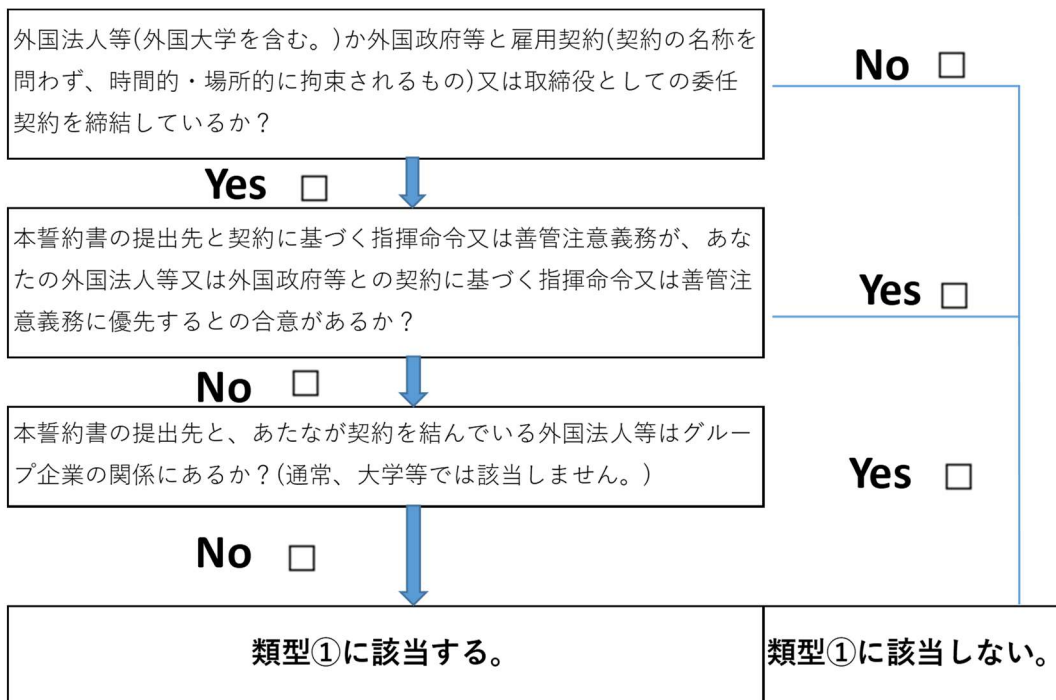 外国法人等(外国大学を含む。)か外国政府等と雇用契約(契約の名称を
問わず、時間的・場所的に拘束されるもの)又は取締役としての委任
契約を締結しているか？
No □
Yes □
本誓約書の提出先と契約に基づく指揮命令又は善管注意義務が、あな
たの外国法人等又は外国政府等との契約に基づく指揮命令又は善管注
意義務に優先するとの合意があるか？
Yes □
No □
本誓約書の提出先と、あたなが契約を結んでいる外国法人等はグルー
プ企業の関係にあるか？(通常、大学等では該当しません。)
Yes □
No □
類型①に該当する。
類型①に該当しない。